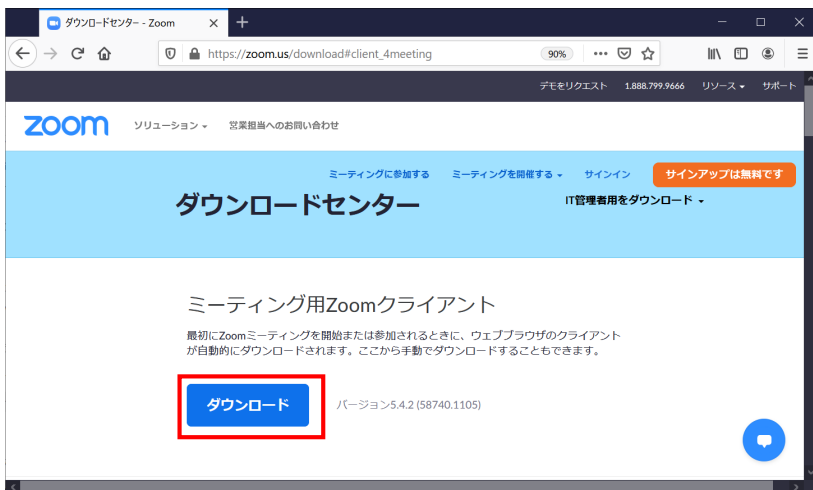 ダウンロードセンター - Zoom
https://zoom.us/download#client_4meeting
90%
デモをリクエスト 1.888.799.9666 リソース サポート
zoom ソリューション 営業担当へのお問い合わせ
ミーティングに参加する ミーティングを開催する サインイン サインアップは無料です
ダウンロードセンター
IT管理者用をダウンロード
ミーティング用Zoomクライアント
最初にZoomミーティングを開始または参加されるときに、ウェブブラウザのクライアント
が自動的にダウンロードされます。ここから手動でダウンロードすることもできます。
ダウンロード バージョン5.4.2 (58740.1105)